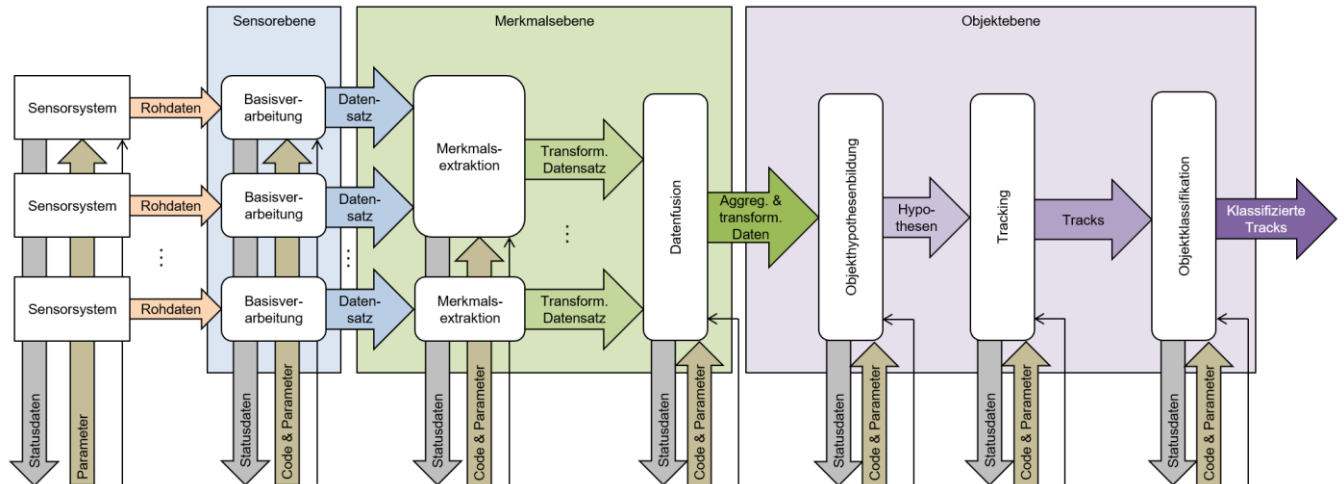 Sensorebene
Merkmalsebene
Objektebene
Sensorsystem
Rohdaten
Basisver-
arbeitung
Daten-
satz
Merkmals-
extraktion
Transform.
Datensatz
Sensorsystem
Rohdaten
Basisver-
arbeitung
Daten-
satz
...
...
...
Sensorsystem
Rohdaten
Basisver-
arbeitung
Daten-
satz
Merkmals-
extraktion
Transform.
Datensatz
Datenfusion
Aggreg. &
transform.
Daten
Objekthypothesenbildung
Hypo-
thesen
Tracking
Tracks
Objektklassifikation
Klassifizierte
Tracks
Statusdaten
Parameter
Statusdaten
Code & Parameter
Statusdaten
Code & Parameter
Statusdaten
Code & Parameter
Statusdaten
Code & Parameter
Statusdaten
Code & Parameter
Statusdaten
Code & Parameter